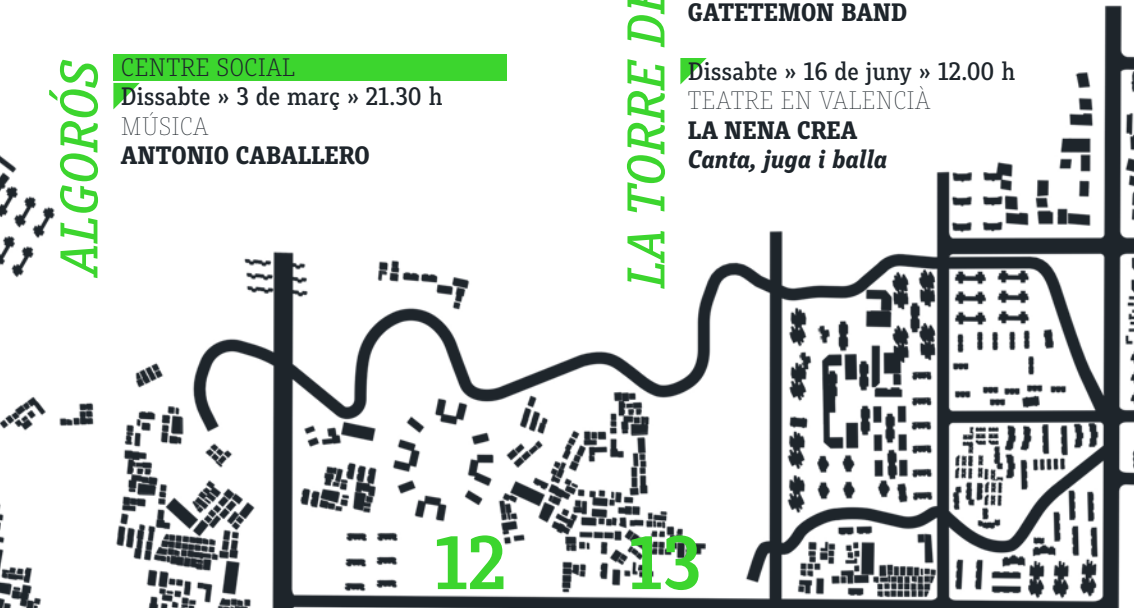 ALGORÓS
CENTRE SOCIAL
Dissabte » 3 de març » 21.30 h
MÚSICA
ANTONIO CABALLERO
LA TORRE DE
GATETEMON BAND
Dissabte » 16 de juny » 12.00 h
TEATRE EN VALENCIÀ
LA NENA CREA
Canta, juga i balla
12
13